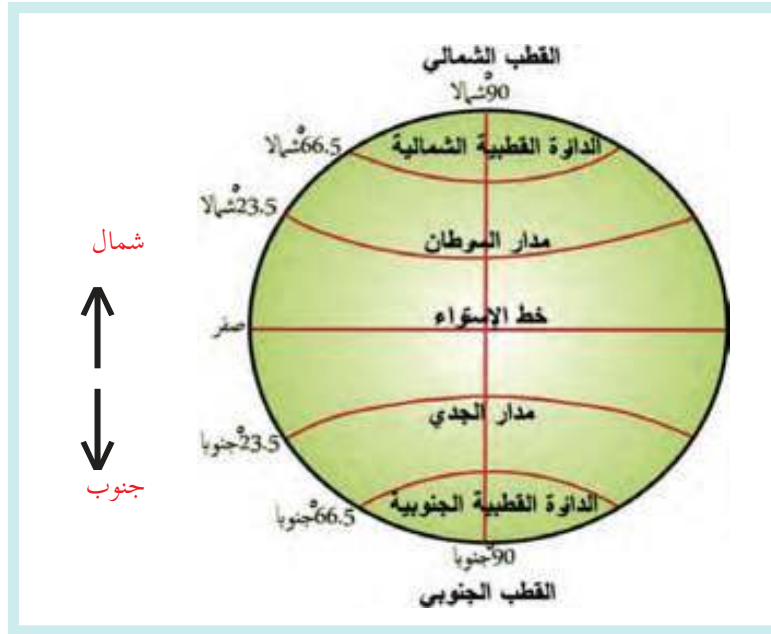 القطب الشمالي
90°شمالا
66.5°شمالا
الدائرة القطبية الشمالية
23.5°شمالا
مدار السرطان
شمال
خط الإستواء
صفر
مدار الجدي
23.5°جنوبا
جنوب
الدائرة القطبية الجنوبية
66.5°جنوبا
90°جنوبا
القطب الجنوبي